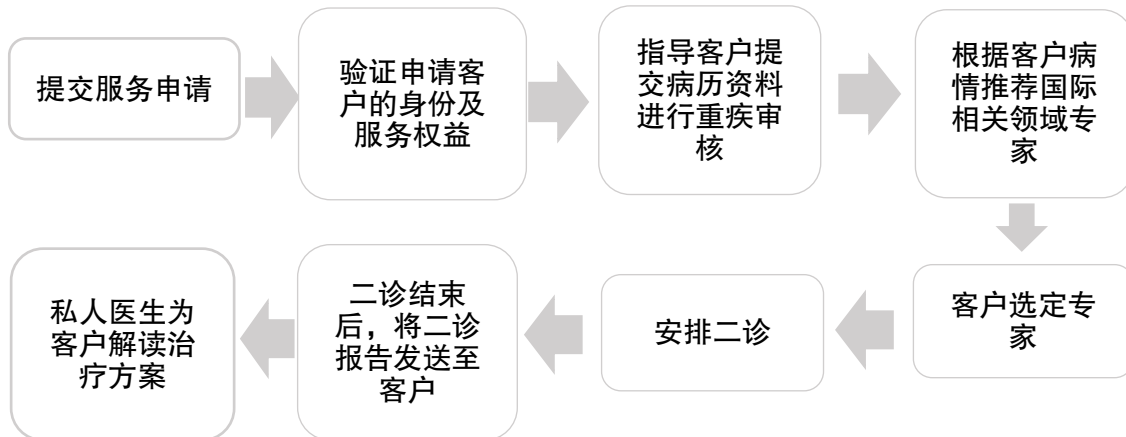 提交服务申请
验证申请客
户的身份及
服务权益
指导客户提
交病历资料
进行重疾审
核
根据客户病
情推荐国际
相关领域专
家
客户选定专
家
安排二诊
二诊结束
后，将二诊
报告发送至
客户
私人医生为
客户解读治
疗方案